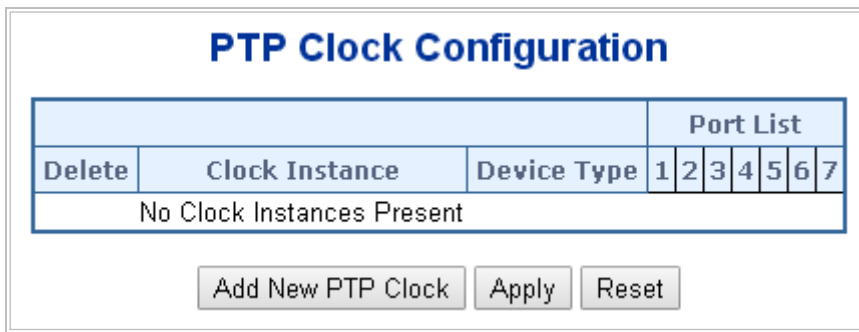 PTP Clock Configuration
Port List
Delete Clock Instance Device Type 1 2 3 4 5 6 7
No Clock Instances Present
Add New PTP Clock Apply Reset